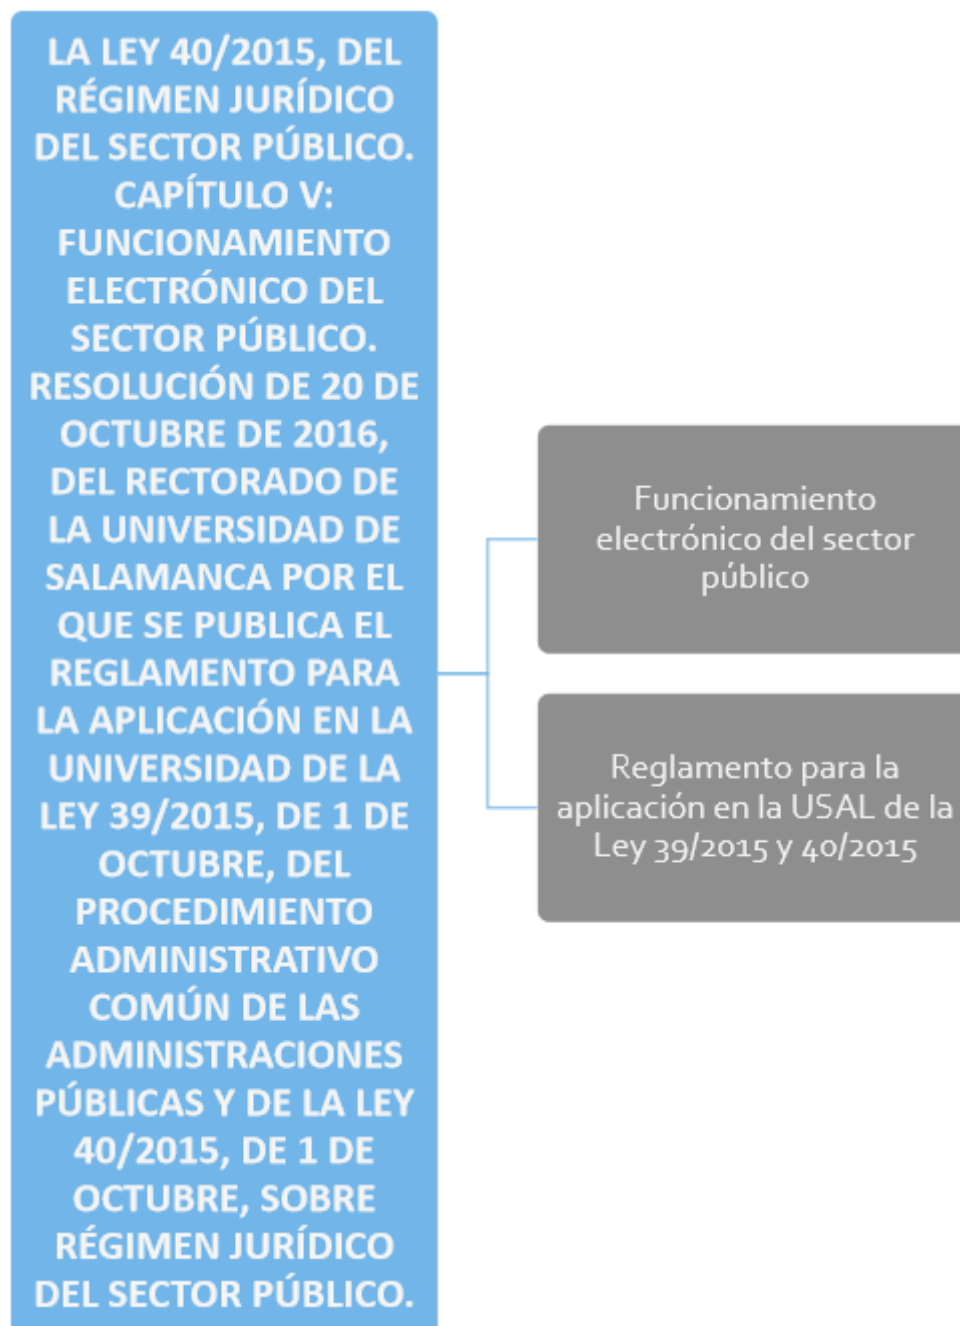 LA LEY 40/2015, DEL
RÉGIMEN JURÍDICO
DEL SECTOR PÚBLICO.
CAPÍTULO V:
FUNCIONAMIENTO
ELECTRÓNICO DEL
SECTOR PÚBLICO.
RESOLUCIÓN DE 20 DE
OCTUBRE DE 2016,
DEL RECTORADO DE
LA UNIVERSIDAD DE
SALAMANCA POR EL
QUE SE PUBLICA EL
REGLAMENTO PARA
LA APLICACIÓN EN LA
UNIVERSIDAD DE LA
LEY 39/2015, DE 1 DE
OCTUBRE, DEL
PROCEDIMIENTO
ADMINISTRATIVO
COMÚN DE LAS
ADMINISTRACIONES
PÚBLICAS Y DE LA LEY
40/2015, DE 1 DE
OCTUBRE, SOBRE
RÉGIMEN JURÍDICO
DEL SECTOR PÚBLICO.
Funcionamiento
electrónico del sector
público
Reglamento para la
aplicación en la USAL de la
Ley 39/2015 y 40/2015